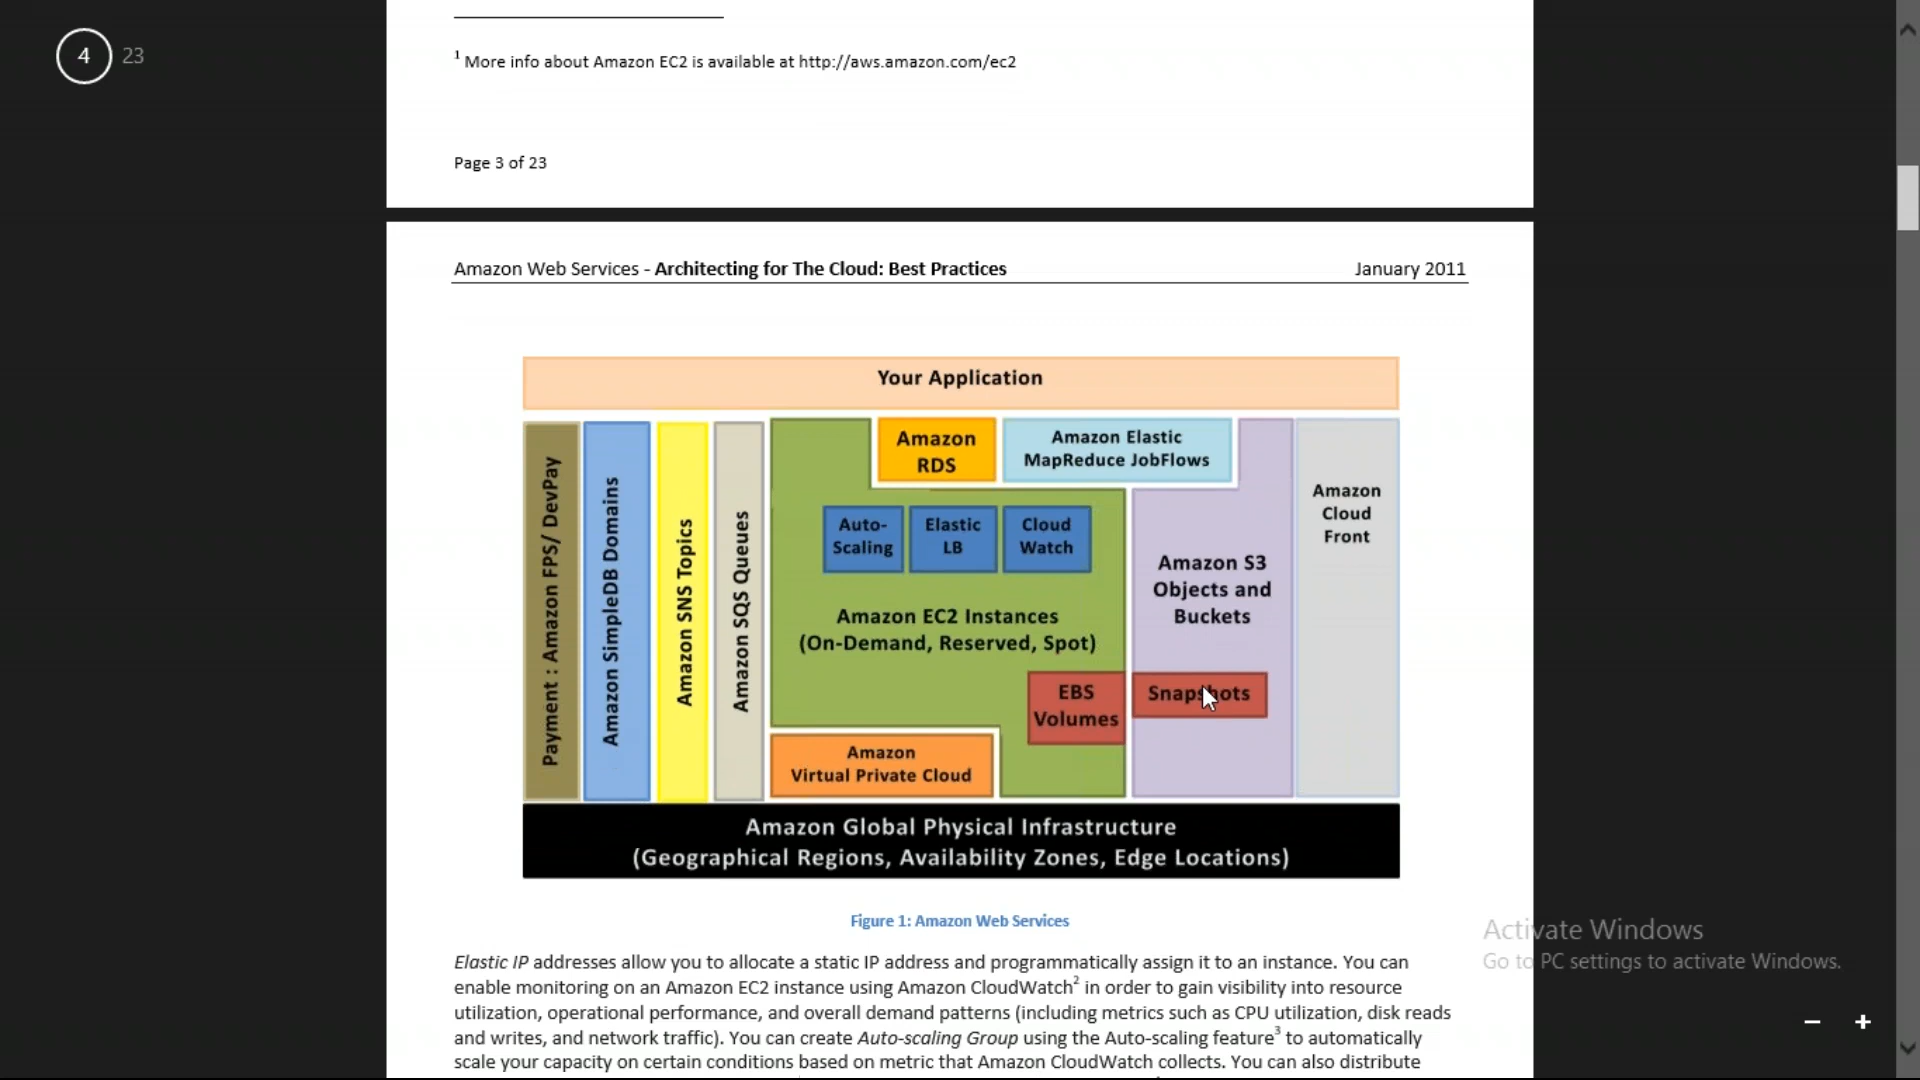 4 23
1 More info about Amazon EC2 is available at http://aws.amazon.com/ec2
Page 3 of 23
Amazon Web Services - Architecting for The Cloud: Best Practices January 2011
Your Application
Payment : Amazon FPS/ DevPay
Amazon SimpleDB Domains
Amazon SNS Topics
Amazon SQS Queues
Amazon
RDS
Amazon Elastic
MapReduce JobFlows
Auto-
Scaling
Elastic
LB
Cloud
Watch
Amazon EC2 Instances
(On-Demand, Reserved, Spot)
EBS
Volumes
Amazon
Virtual Private Cloud
Amazon S3
Objects and
Buckets
Snapshots
Amazon
Cloud
Front
Amazon Global Physical Infrastructure
(Geographical Regions, Availability Zones, Edge Locations)
Figure 1: Amazon Web Services
Elastic IP addresses allow you to allocate a static IP address and programmatically assign it to an instance. You can
enable monitoring on an Amazon EC2 instance using Amazon CloudWatch2 in order to gain visibility into resource
utilization, operational performance, and overall demand patterns (including metrics such as CPU utilization, disk reads
and writes, and network traffic). You can create Auto-scaling Group using the Auto-scaling feature3 to automatically
scale your capacity on certain conditions based on metric that Amazon CloudWatch collects. You can also distribute
Activate Windows
Go to PC settings to activate Windows.